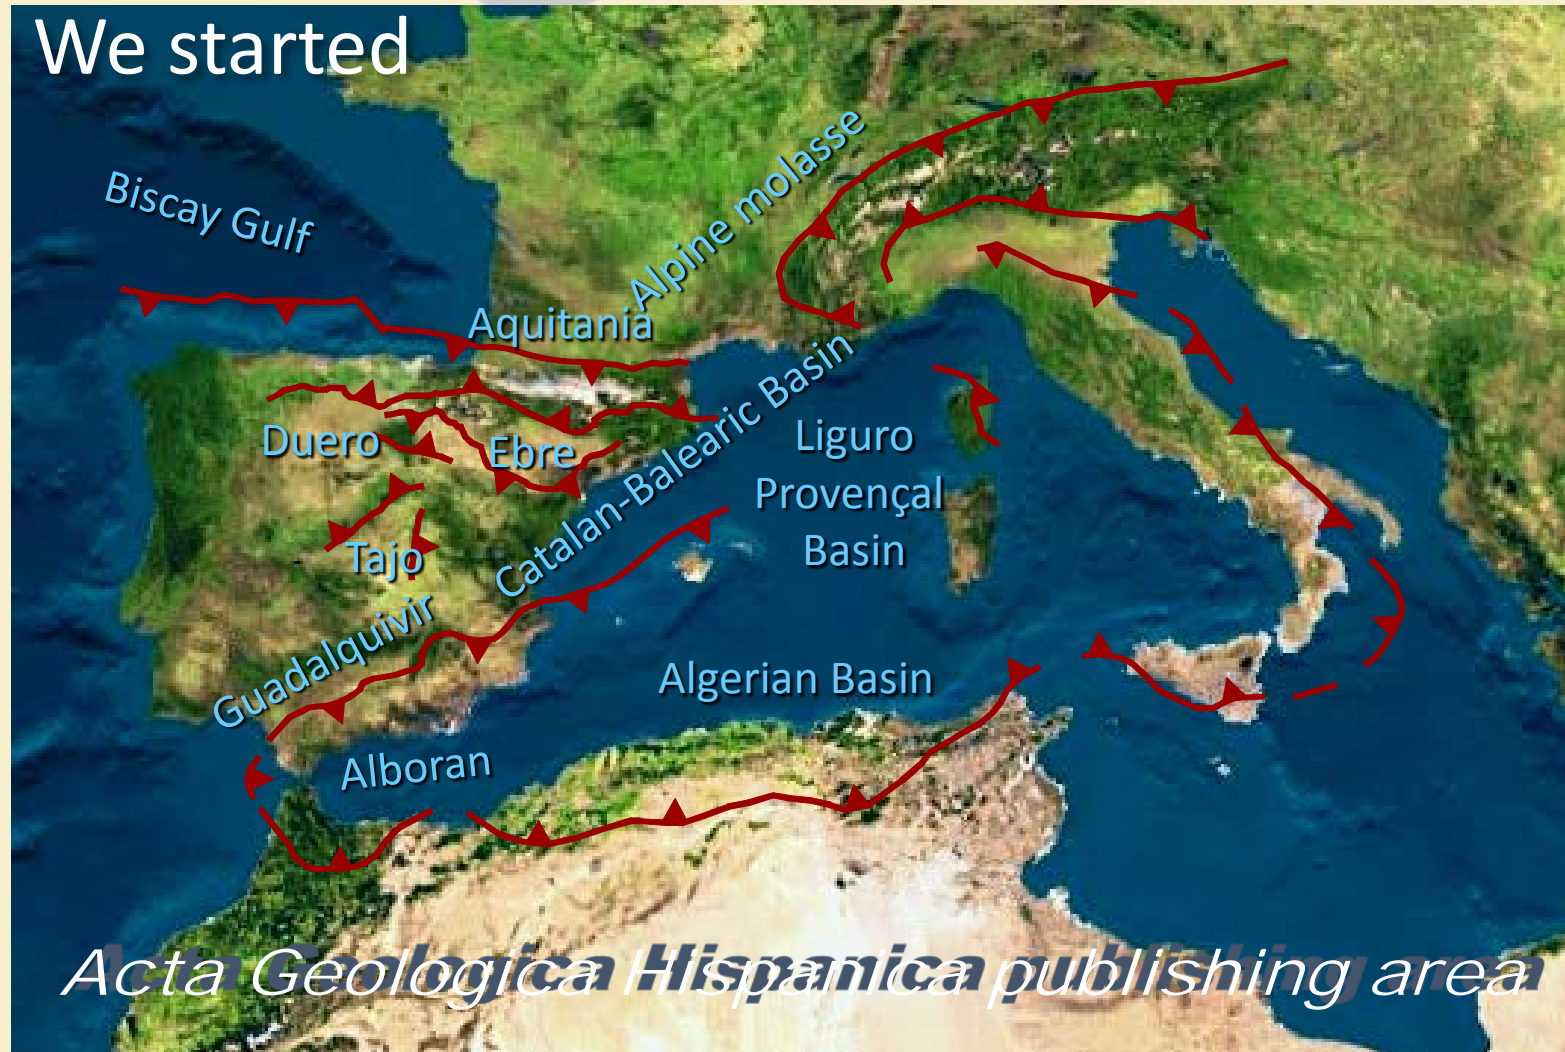 We started
Biscay Gulf
Alpine molasse
Aquitania
Duero
Ebre
Catalan-Balearic Basin
Liguro
Provençal
Basin
Tajo
Guadalquivir
Algerian Basin
Alboran
Acta Geologica Hispanica publishing area